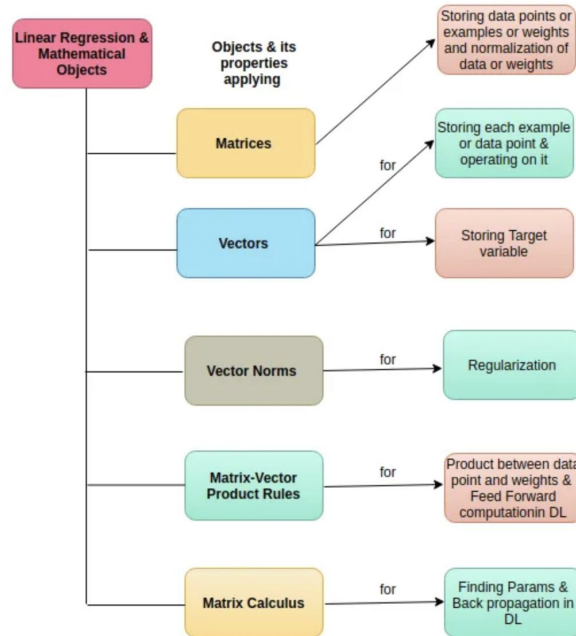 Linear Regression &
Mathematical
Objects
Objects & its
properties
applying
Storing data points or
examples or weights
and normalization of
data or weights
Matrices
Storing each example
or data point &
operating on it
for
Vectors
for
Storing Target
variable
Vector Norms
for
Regularization
Matrix-Vector
Product Rules
for
Product between data
point and weights &
Feed Forward
computationin DL
Matrix Calculus
for
Finding Params &
Back propagation in
DL